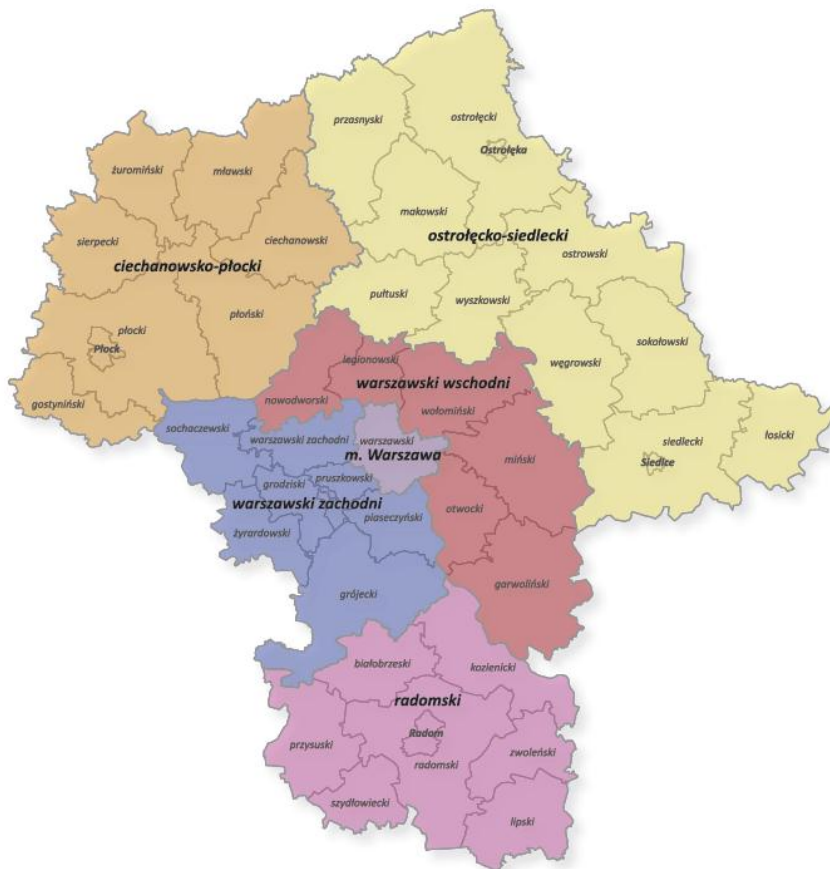 przasnyski
ostrołęcki
Ostrołęka
żuromiński
mławski
makowski
sierpecki
ciechanowski
ostrołęcko-siedlecki
ostrowski
ciechanowsko-płocki
pułtuski
wyszkowski
płocki
płoński
Płock
sokołowski
węgrowski
legionowski
warszawski wschodni
gostyniński
nowodworski
wołomiński
sochaczewski
warszawski zachodni
warszawski
siedlecki
łosicki
m. Warszawa
miński
Siedlce
pruszkowski
grodziski
warszawski zachodni
otwocki
piaseczyński
żyrardowski
garwoliński
grójecki
białobrzeski
kozienicki
radomski
Radom
przysuski
zwoleński
radomski
szydłowiecki
lipski